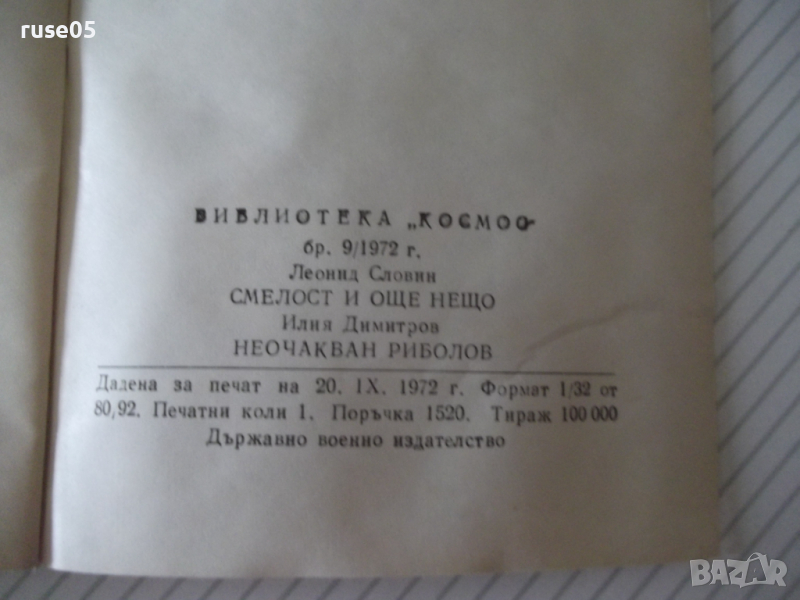 ruse05
БИБЛИОТЕКА „КОСМОС
бр. 9/1972 г.
Леонид Словин
СМЕЛОСТ И ОЩЕ НЕЩО
Илия Димитров
НЕОЧАКВАН РИБОЛОВ
Дадена за печат на 20. IX. 1972 г. Формат 1/32 от
80,92. Печатни коли 1. Поръчка 1520. Тираж 100 000
Държавно военно издателство
BAZAR